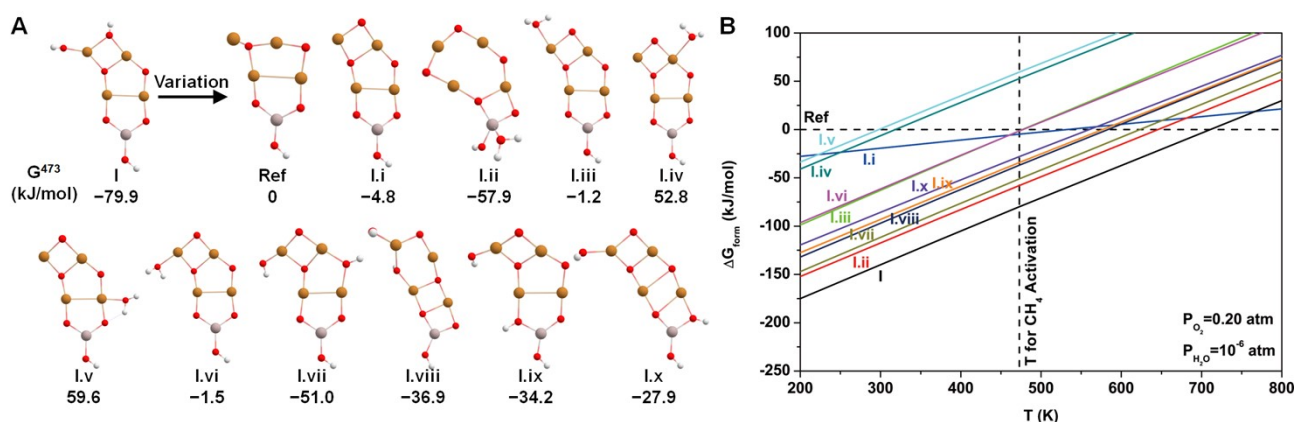 A
Variation
G⁴⁷³
(kJ/mol)
I
Ref
I.i
I.ii
I.iii
I.iv
−79.9
0
−4.8
−57.9
−1.2
52.8
I.v
I.vi
I.vii
I.viii
I.ix
I.x
59.6
−1.5
−51.0
−36.9
−34.2
−27.9
B
ΔG_form (kJ/mol)
100
50
0
-50
-100
-150
-200
-250
Ref
I.v
I.iv
I.i
I.vi
I.iii
I.x
I.ix
I.viii
I.vii
I.ii
I
T for CH₄ Activation
P_O₂=0.20 atm
P_H₂O=10⁻⁶ atm
200
300
400
500
600
700
800
T (K)